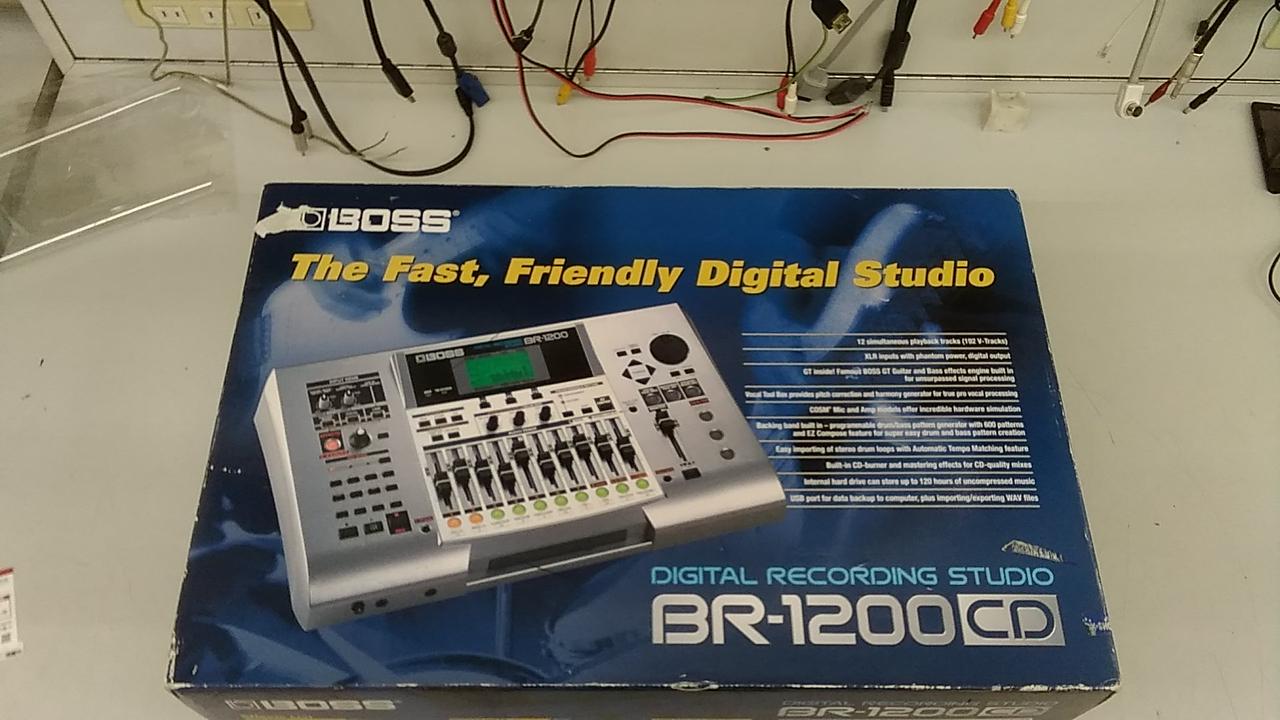 BOSS
The Fast, Friendly Digital Studio
BOSS
BR-1200
12 simultaneous playback tracks (192 V-Tracks)
XLR inputs with phantom power, digital output
GT inside! Famous BOSS GT Guitar and Bass effects engine built in
for unsurpassed signal processing
Vocal Tool Box provides pitch correction and harmony generator for true pro vocal processing
COSM® Mic and Amp Models offer incredible hardware simulation
Backing band built in – programmable drum/bass pattern generator with 600 patterns
and EZ Compose feature for super easy drum and bass pattern creation
Easy importing of stereo drum loops with Automatic Tempo Matching feature
Built-in CD-burner and mastering effects for CD-quality mixes
Internal hard drive can store up to 120 hours of uncompressed music
USB port for data backup to computer, plus importing/exporting WAV files
DIGITAL RECORDING STUDIO
BR-1200CD
BOSS
DIGITAL RECORDING STUDIO
BR-1200CD